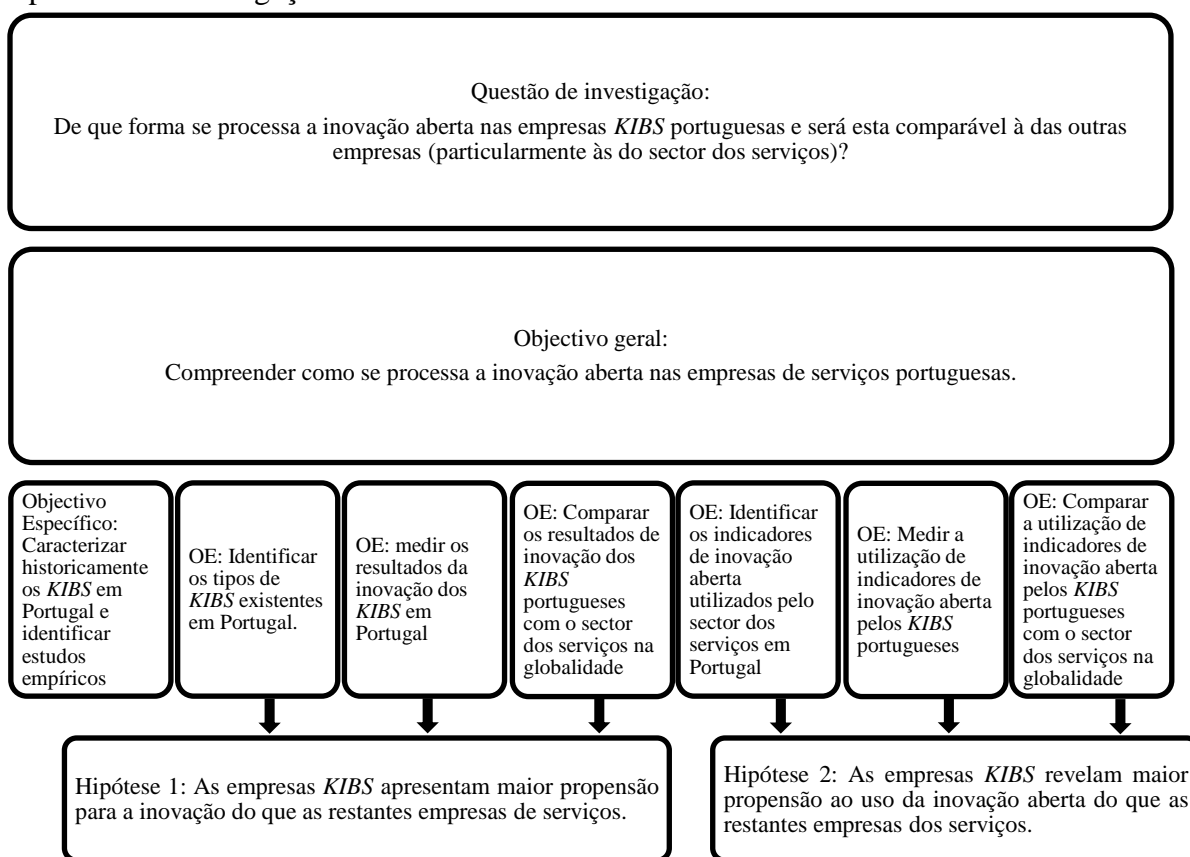 Questão de investigação:
De que forma se processa a inovação aberta nas empresas KIBS portuguesas e será esta comparável à das outras
empresas (particularmente às do sector dos serviços)?
Objectivo geral:
Compreender como se processa a inovação aberta nas empresas de serviços portuguesas.
Objectivo
Específico:
Caracterizar
historicamente
os KIBS em
Portugal e
identificar
estudos
empíricos
OE: Identificar
os tipos de
KIBS existentes
em Portugal.
OE: medir os
resultados da
inovação dos
KIBS em
Portugal
OE: Comparar
os resultados de
inovação dos
KIBS
portugueses
com o sector
dos serviços na
globalidade
OE: Identificar
os indicadores
de inovação
aberta
utilizados pelo
sector dos
serviços em
Portugal
OE: Medir a
utilização de
indicadores de
inovação aberta
pelos KIBS
portugueses
OE: Comparar
a utilização de
indicadores de
inovação aberta
pelos KIBS
portugueses
com o sector
dos serviços na
globalidade
Hipótese 1: As empresas KIBS apresentam maior propensão
para a inovação do que as restantes empresas de serviços.
Hipótese 2: As empresas KIBS revelam maior
propensão ao uso da inovação aberta do que as
restantes empresas dos serviços.